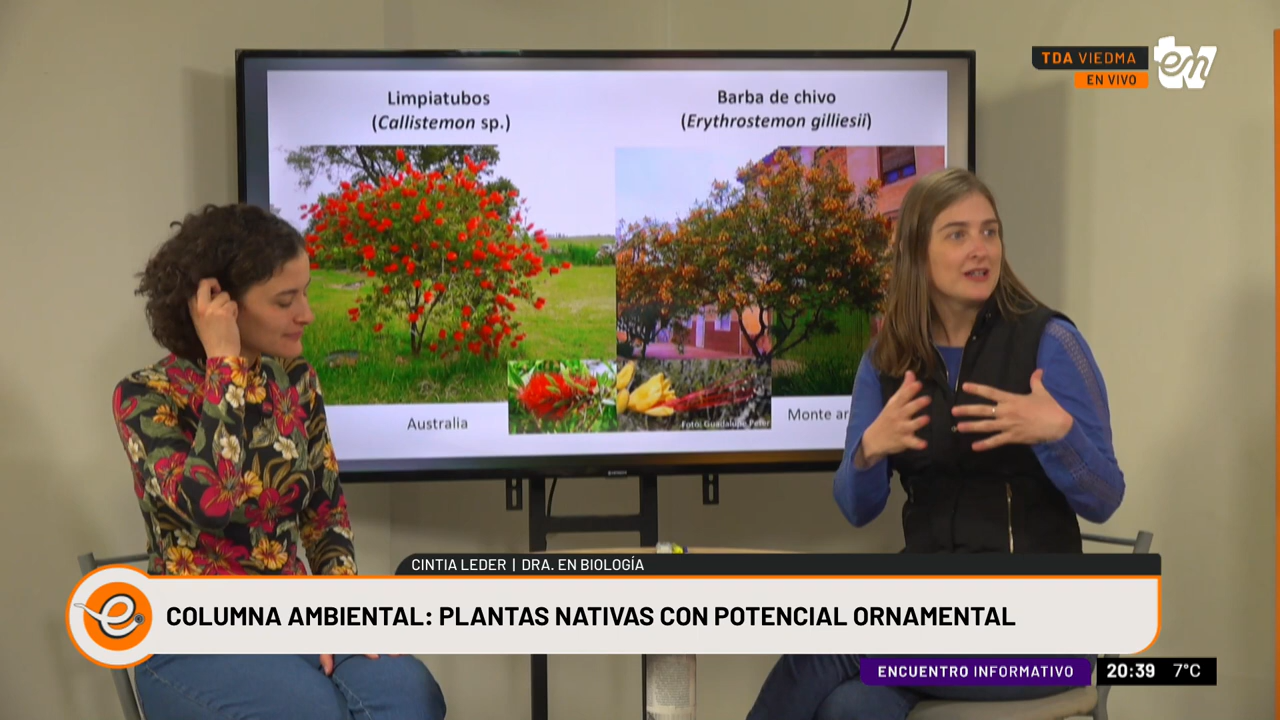 TDA VIEDMA
EN VIVO
em
Limpiatubos
(Callistemon sp.)
Barba de chivo
(Erythrostemon gilliesii)
Australia
Foto: Guadalupe Peter
Monte ar
CINTIA LEDER | DRA. EN BIOLOGÍA
e
COLUMNA AMBIENTAL: PLANTAS NATIVAS CON POTENCIAL ORNAMENTAL
ENCUENTRO INFORMATIVO
20:39 7°C